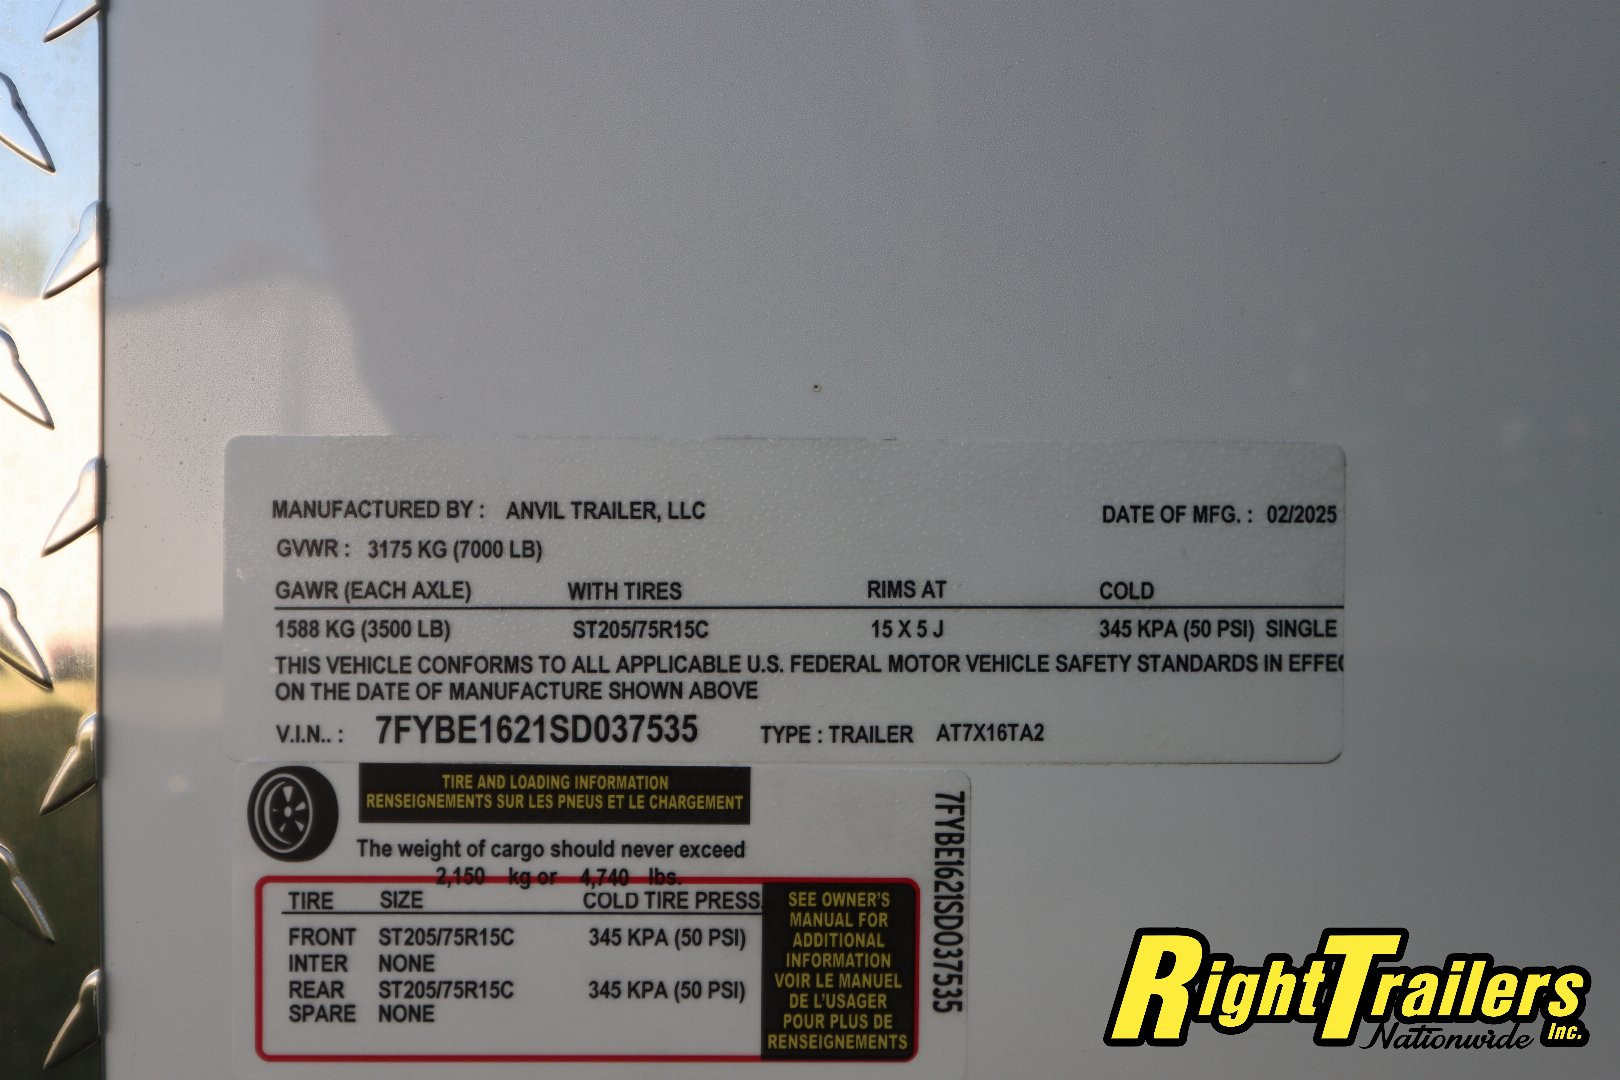 MANUFACTURED BY : ANVIL TRAILER, LLC DATE OF MFG. : 02/2025
GVWR : 3175 KG (7000 LB)
GAWR (EACH AXLE) WITH TIRES RIMS AT COLD
1588 KG (3500 LB) ST205/75R15C 15 X 5 J 345 KPA (50 PSI) SINGLE
THIS VEHICLE CONFORMS TO ALL APPLICABLE U.S. FEDERAL MOTOR VEHICLE SAFETY STANDARDS IN EFFEC
ON THE DATE OF MANUFACTURE SHOWN ABOVE
V.I.N.. : 7FYBE1621SD037535 TYPE : TRAILER AT7X16TA2
TIRE AND LOADING INFORMATION
RENSEIGNEMENTS SUR LES PNEUS ET LE CHARGEMENT
The weight of cargo should never exceed
2,150 kg or 4,740 lbs.
TIRE SIZE COLD TIRE PRESS
FRONT ST205/75R15C 345 KPA (50 PSI)
INTER NONE
REAR ST205/75R15C 345 KPA (50 PSI)
SPARE NONE
SEE OWNER'S
MANUAL FOR
ADDITIONAL
INFORMATION
VOIR LE MANUEL
DE L'USAGER
POUR PLUS DE
RENSEIGNEMENTS
7FYBE1621SD037535
RightTrailers
Nationwide Inc.